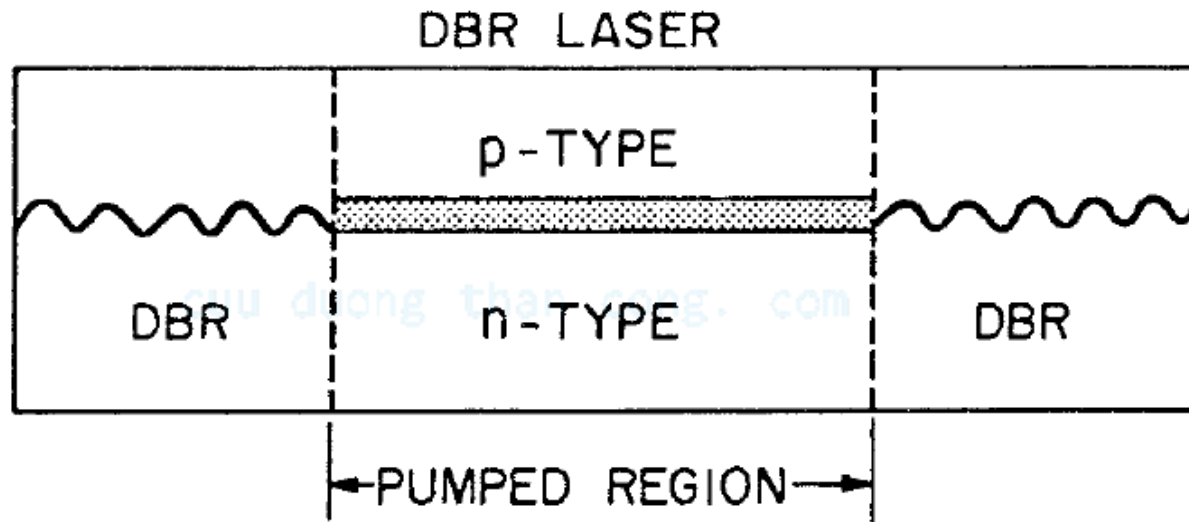 DBR LASER
p-TYPE
cuu duong than cong. com
DBR
n-TYPE
DBR
PUMPED REGION